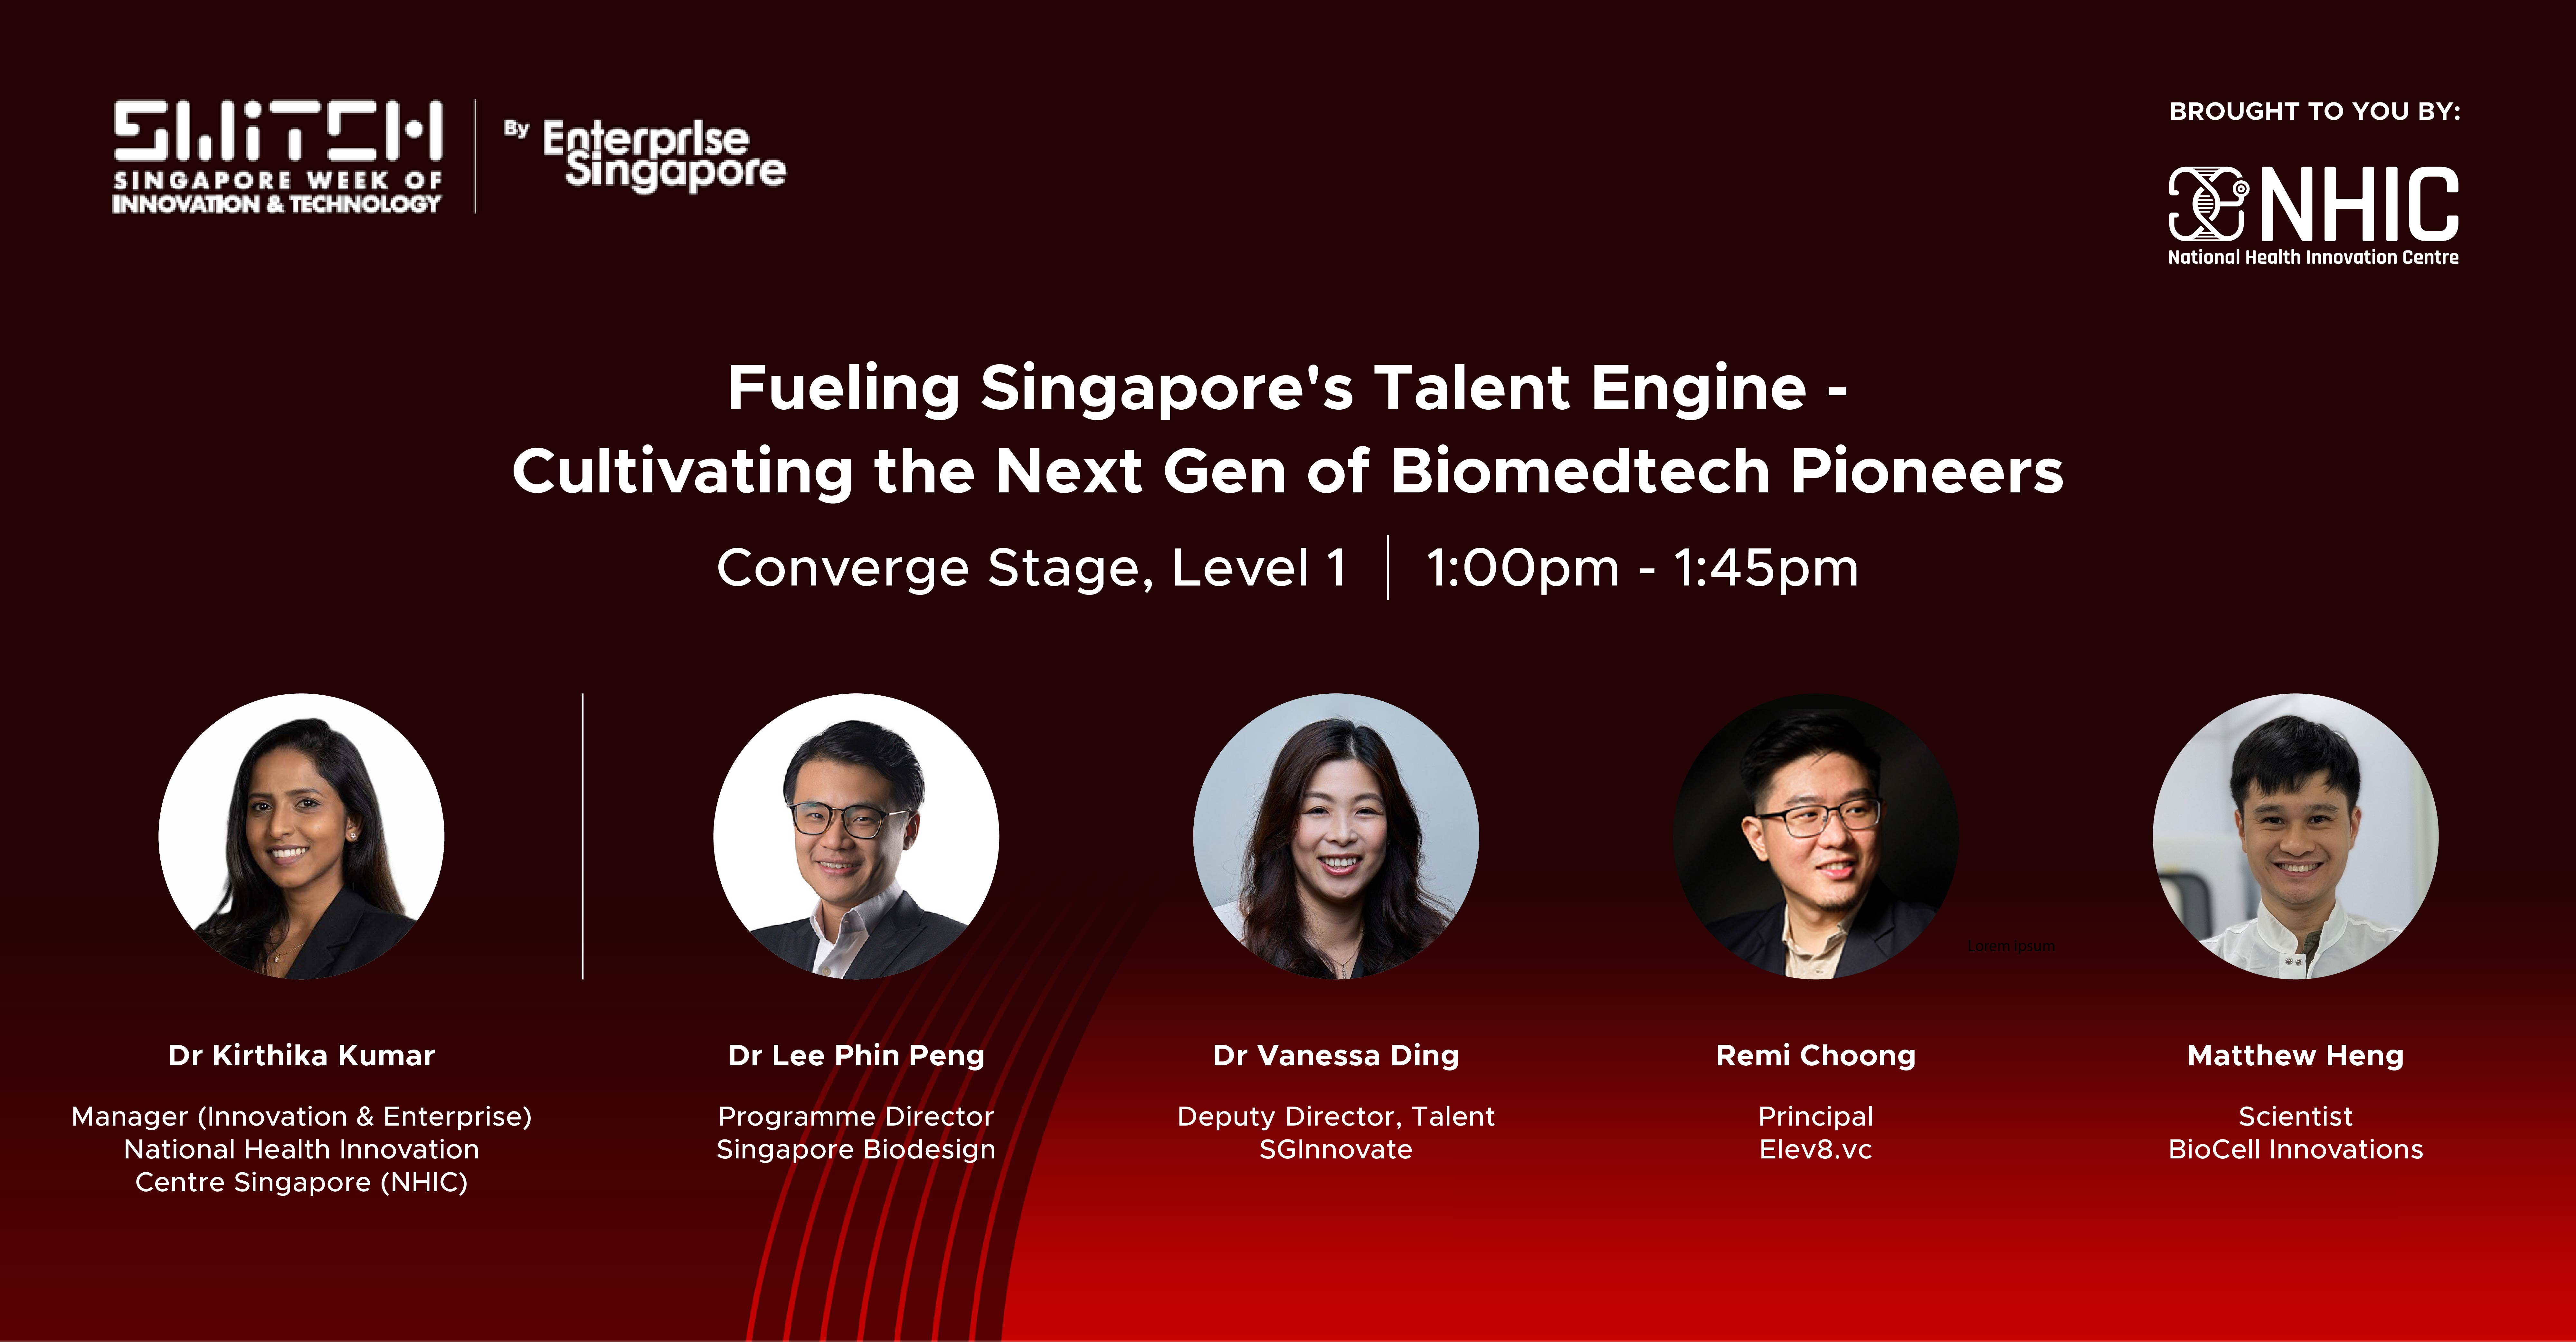 SWITCH
SINGAPORE WEEK OF
INNOVATION & TECHNOLOGY
By Enterprise
Singapore
BROUGHT TO YOU BY:
NHIC
National Health Innovation Centre
Fueling Singapore's Talent Engine -
Cultivating the Next Gen of Biomedtech Pioneers
Converge Stage, Level 1 | 1:00pm - 1:45pm
Lorem ipsum
Dr Kirthika Kumar
Manager (Innovation & Enterprise)
National Health Innovation
Centre Singapore (NHIC)
Dr Lee Phin Peng
Programme Director
Singapore Biodesign
Dr Vanessa Ding
Deputy Director, Talent
SGInnovate
Remi Choong
Principal
Elev8.vc
Matthew Heng
Scientist
BioCell Innovations